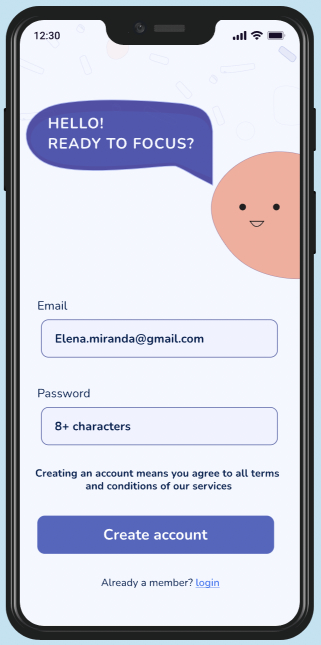 12:30
HELLO!
READY TO FOCUS?
Email
Elena.miranda@gmail.com
Password
8+ characters
Creating an account means you agree to all terms
and conditions of our services
Create account
Already a member? login